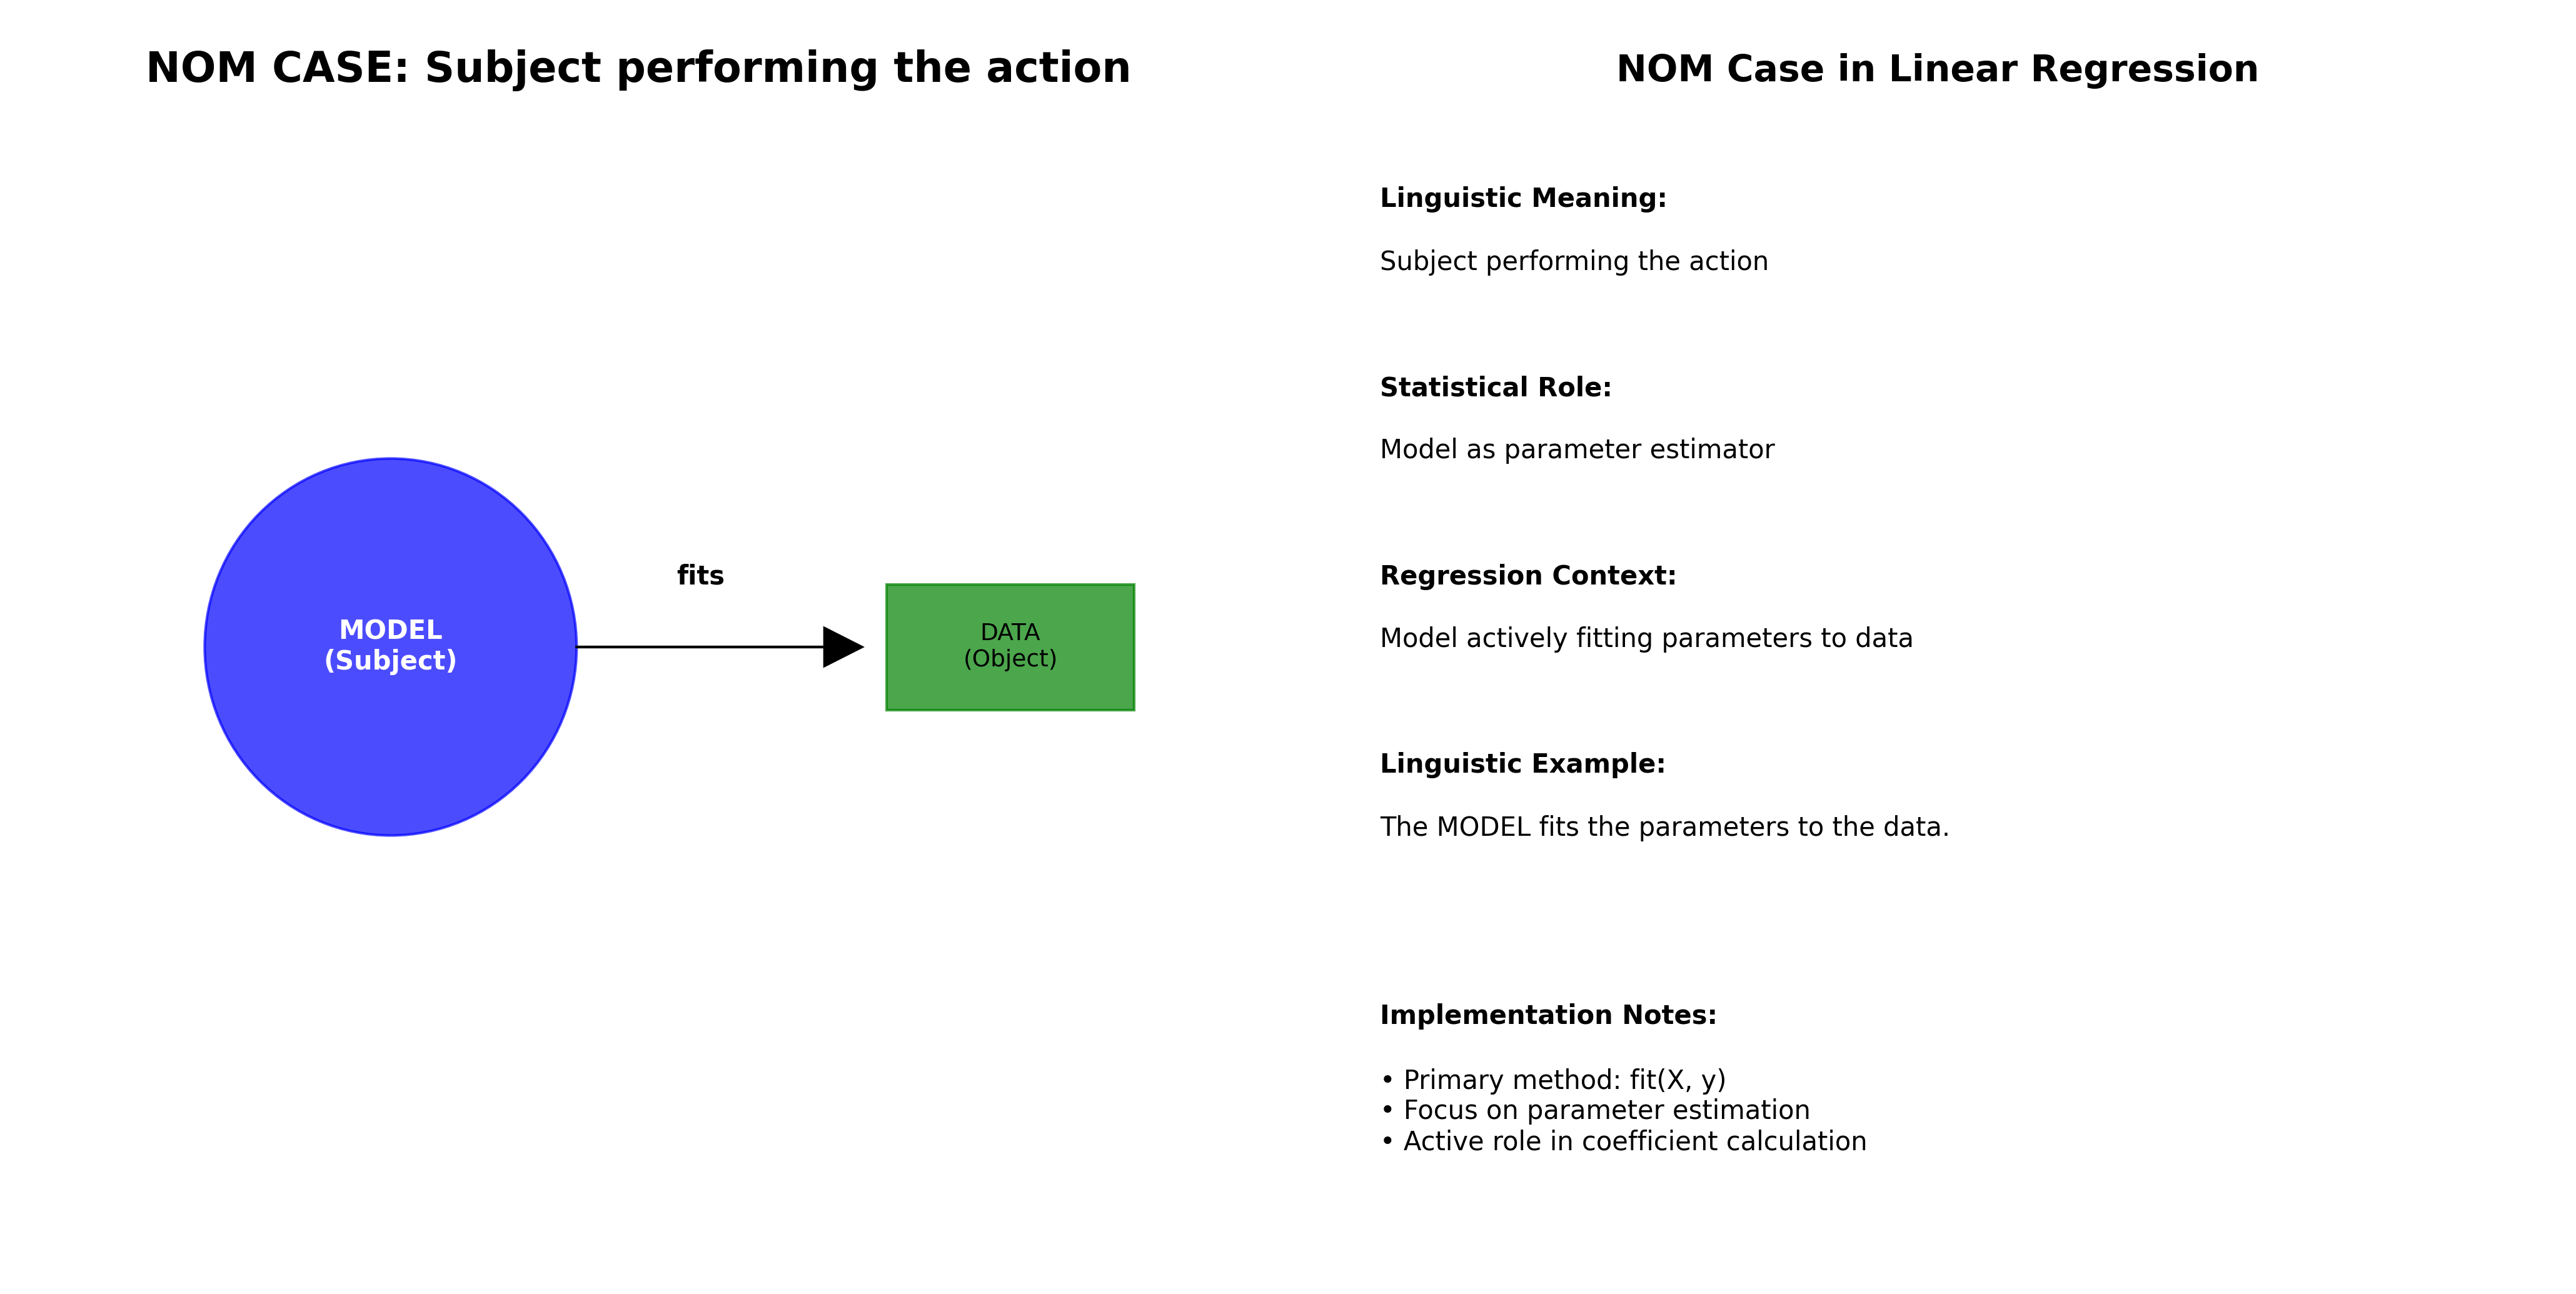 NOM CASE: Subject performing the action
MODEL
(Subject)
fits
DATA
(Object)
NOM Case in Linear Regression
Linguistic Meaning:
Subject performing the action
Statistical Role:
Model as parameter estimator
Regression Context:
Model actively fitting parameters to data
Linguistic Example:
The MODEL fits the parameters to the data.
Implementation Notes:
• Primary method: fit(X, y)
• Focus on parameter estimation
• Active role in coefficient calculation